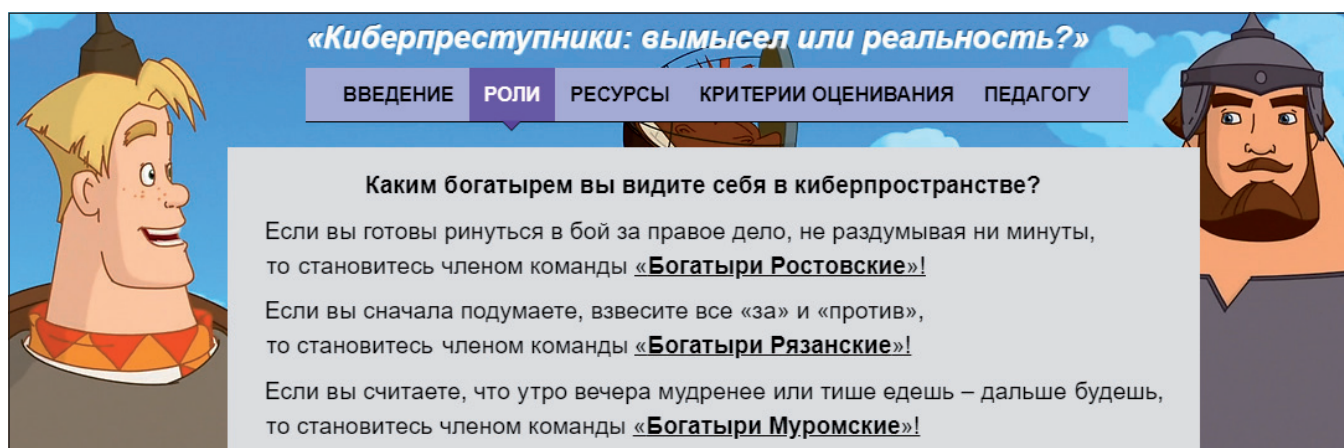 «Киберпреступники: вымысел или реальность?»
ВВЕДЕНИЕ РОЛИ РЕСУРСЫ КРИТЕРИИ ОЦЕНИВАНИЯ ПЕДАГОГУ
Каким богатырем вы видите себя в киберпространстве?
Если вы готовы ринуться в бой за правое дело, не раздумывая ни минуты,
то становитесь членом команды «Богатыри Ростовские»!
Если вы сначала подумаете, взвесите все «за» и «против»,
то становитесь членом команды «Богатыри Рязанские»!
Если вы считаете, что утро вечера мудренее или тише едешь – дальше будешь,
то становитесь членом команды «Богатыри Муромские»!